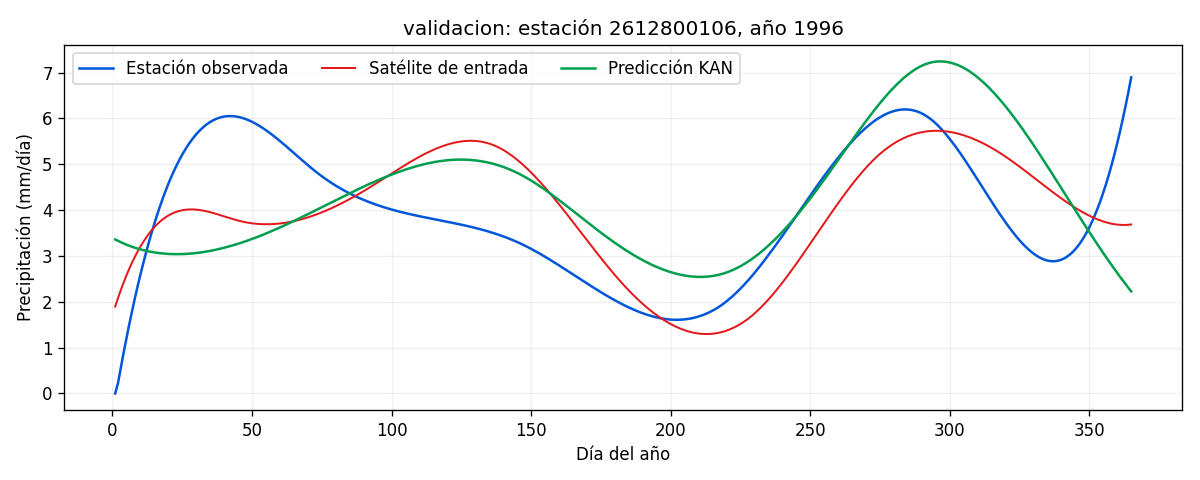 validacion: estación 2612800106, año 1996
Estación observada Satélite de entrada Predicción KAN
Precipitación (mm/día)
7
6
5
4
3
2
1
0
0 50 100 150 200 250 300 350
Día del año